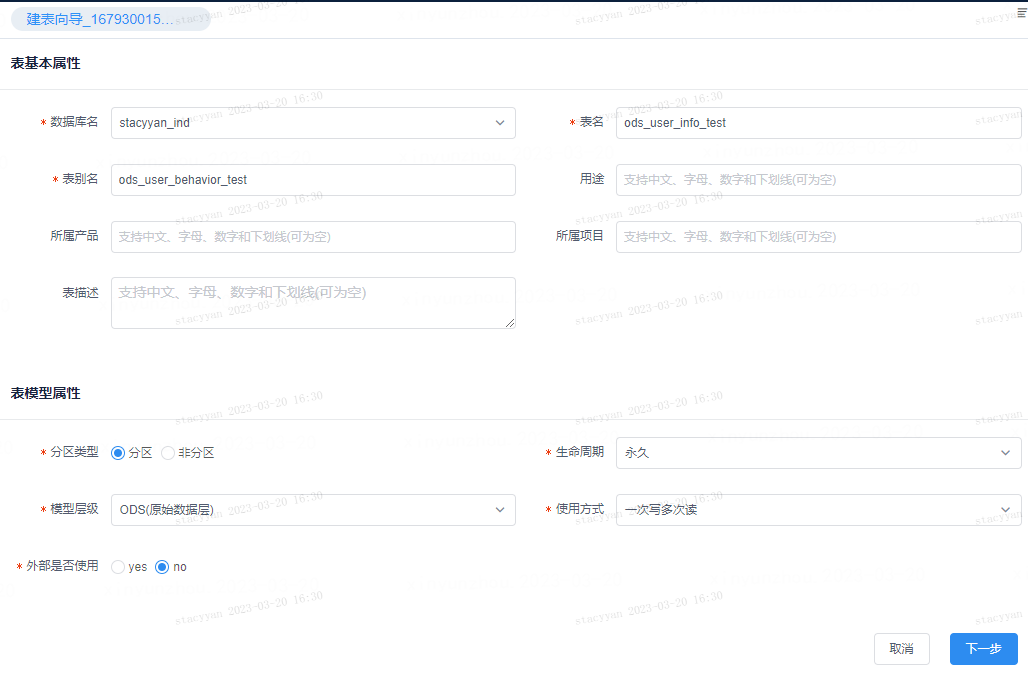 建表向导_167930015...
表基本属性
* 数据库名 stacyyan_ind * 表名 ods_user_info_test
* 表别名 ods_user_behavior_test 用途 支持中文、字母、数字和下划线(可为空)
所属产品 支持中文、字母、数字和下划线(可为空) 所属项目 支持中文、字母、数字和下划线(可为空)
表描述 支持中文、字母、数字和下划线(可为空)
表模型属性
* 分区类型 分区 非分区 * 生命周期 永久
* 模型层级 ODS(原始数据层) * 使用方式 一次写多次读
* 外部是否使用 yes no
取消 下一步
stacyyan 2023-03-20 16:30